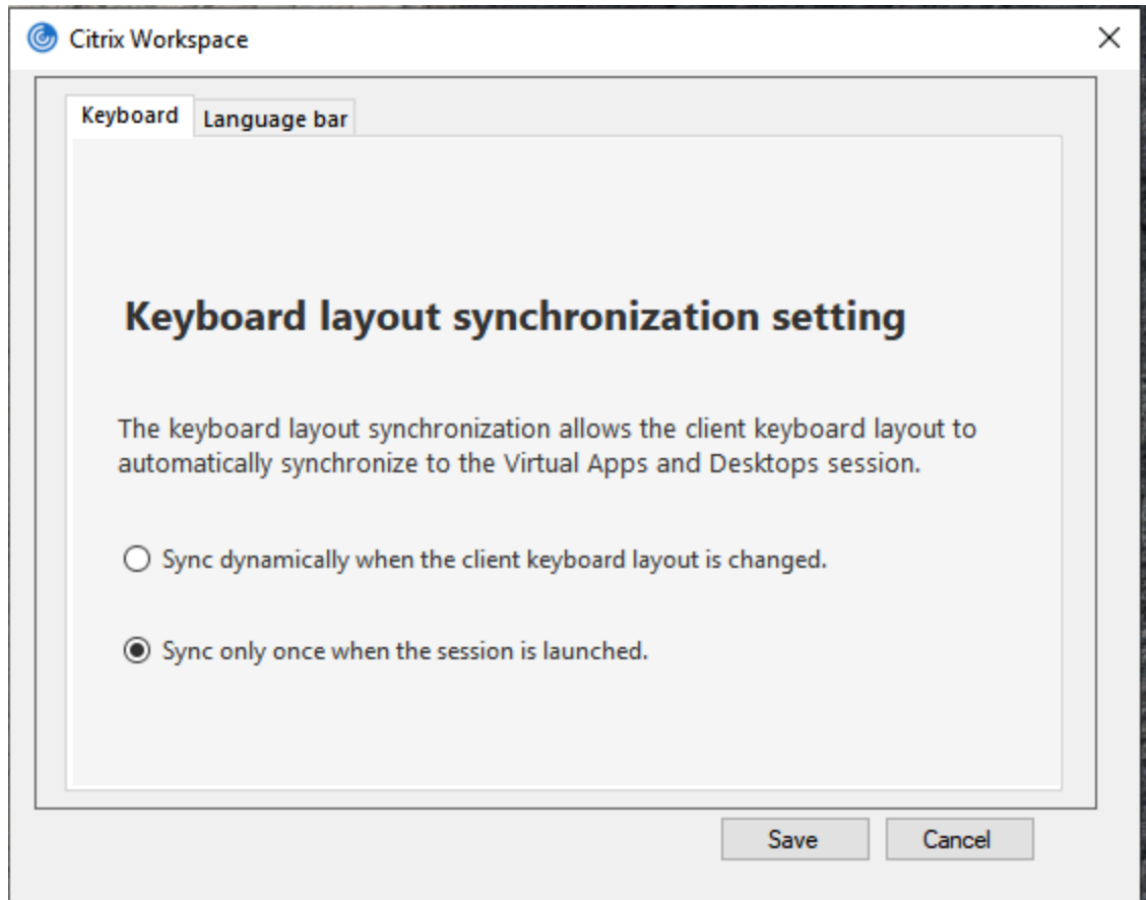 Citrix Workspace
Keyboard
Language bar
Keyboard layout synchronization setting
The keyboard layout synchronization allows the client keyboard layout to
automatically synchronize to the Virtual Apps and Desktops session.
Sync dynamically when the client keyboard layout is changed.
Sync only once when the session is launched.
Save
Cancel